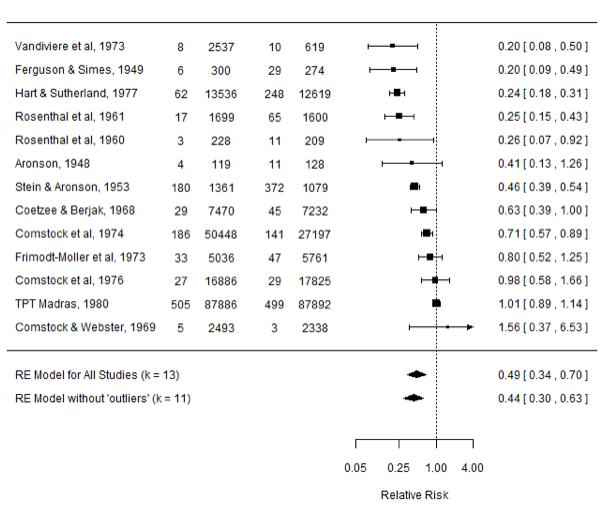 Vandiviere et al, 1973 8 2537 10 619 0.20 [ 0.08 , 0.50 ]
Ferguson & Simes, 1949 6 300 29 274 0.20 [ 0.09 , 0.49 ]
Hart & Sutherland, 1977 62 13536 248 12619 0.24 [ 0.18 , 0.31 ]
Rosenthal et al, 1961 17 1699 65 1600 0.25 [ 0.15 , 0.43 ]
Rosenthal et al, 1960 3 228 11 209 0.26 [ 0.07 , 0.92 ]
Aronson, 1948 4 119 11 128 0.41 [ 0.13 , 1.26 ]
Stein & Aronson, 1953 180 1361 372 1079 0.46 [ 0.39 , 0.54 ]
Coetzee & Berjak, 1968 29 7470 45 7232 0.63 [ 0.39 , 1.00 ]
Comstock et al, 1974 186 50448 141 27197 0.71 [ 0.57 , 0.89 ]
Frimodt-Moller et al, 1973 33 5036 47 5761 0.80 [ 0.52 , 1.25 ]
Comstock et al, 1976 27 16886 29 17825 0.98 [ 0.58 , 1.66 ]
TPT Madras, 1980 505 87886 499 87892 1.01 [ 0.89 , 1.14 ]
Comstock & Webster, 1969 5 2493 3 2338 1.56 [ 0.37 , 6.53 ]
RE Model for All Studies (k = 13) 0.49 [ 0.34 , 0.70 ]
RE Model without 'outliers' (k = 11) 0.44 [ 0.30 , 0.63 ]
0.05 0.25 1.00 4.00
Relative Risk